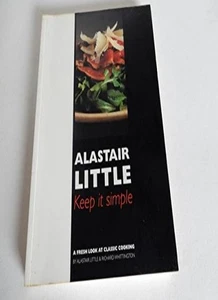 ALASTAIR
LITTLE
Keep it simple
A FRESH LOOK AT CLASSIC COOKING
BY ALASTAIR LITTLE & RICHARD WHITTINGTON